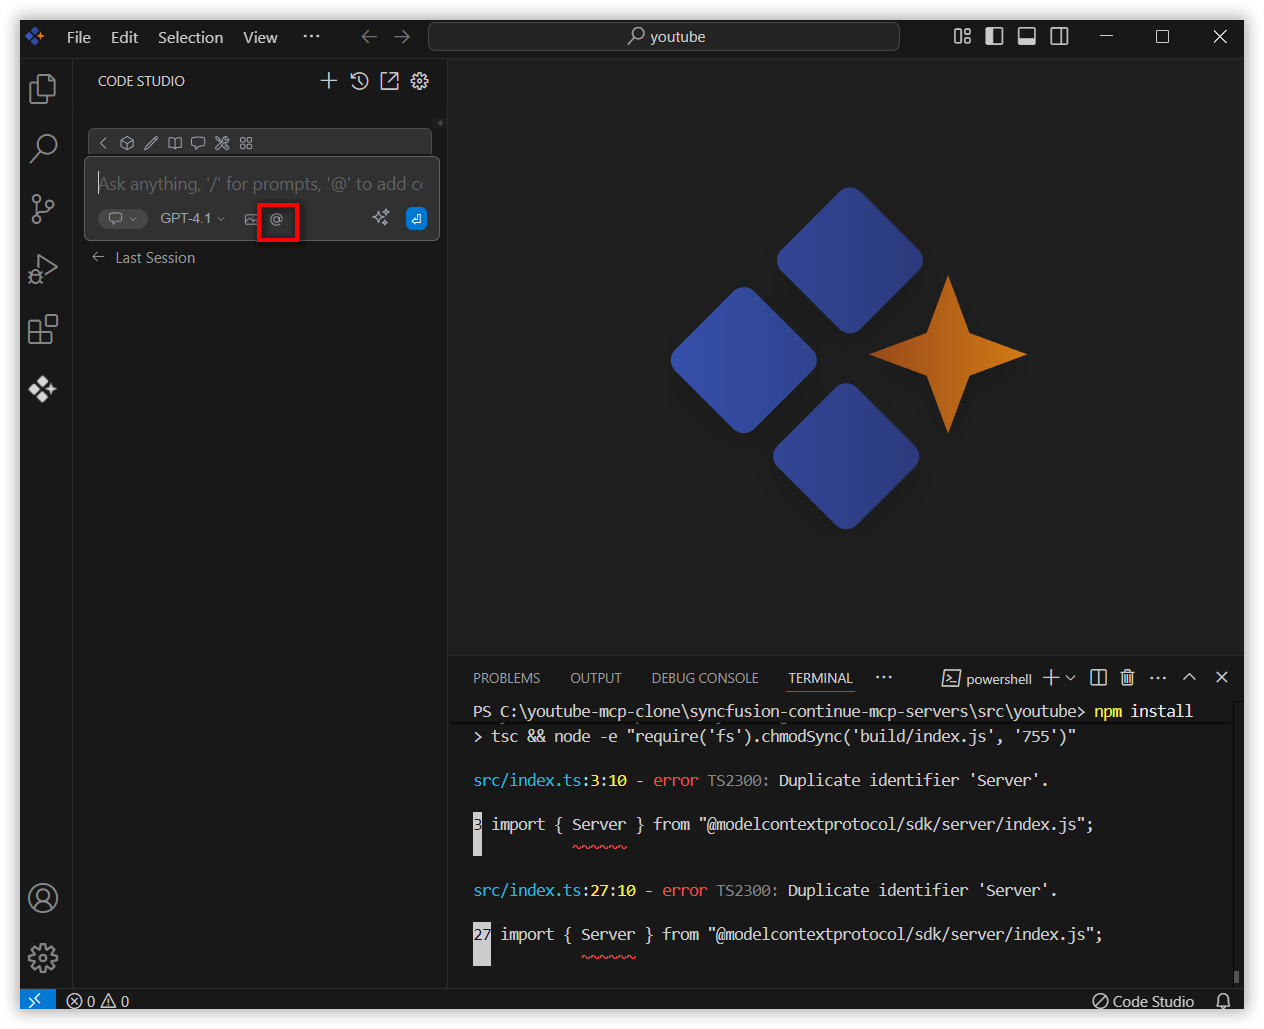 File Edit Selection View ··· youtube
CODE STUDIO
Ask anything, '/' for prompts, '@' to add co
GPT-4.1 @
Last Session
PROBLEMS OUTPUT DEBUG CONSOLE TERMINAL ··· powershell ···
PS C:\youtube-mcp-clone\syncfusion-continue-mcp-servers\src\youtube> npm install
> tsc && node -e "require('fs').chmodSync('build/index.js', '755')"
src/index.ts:3:10 - error TS2300: Duplicate identifier 'Server'.
3 import { Server } from "@modelcontextprotocol/sdk/server/index.js";
src/index.ts:27:10 - error TS2300: Duplicate identifier 'Server'.
27 import { Server } from "@modelcontextprotocol/sdk/server/index.js";
0 0 Code Studio